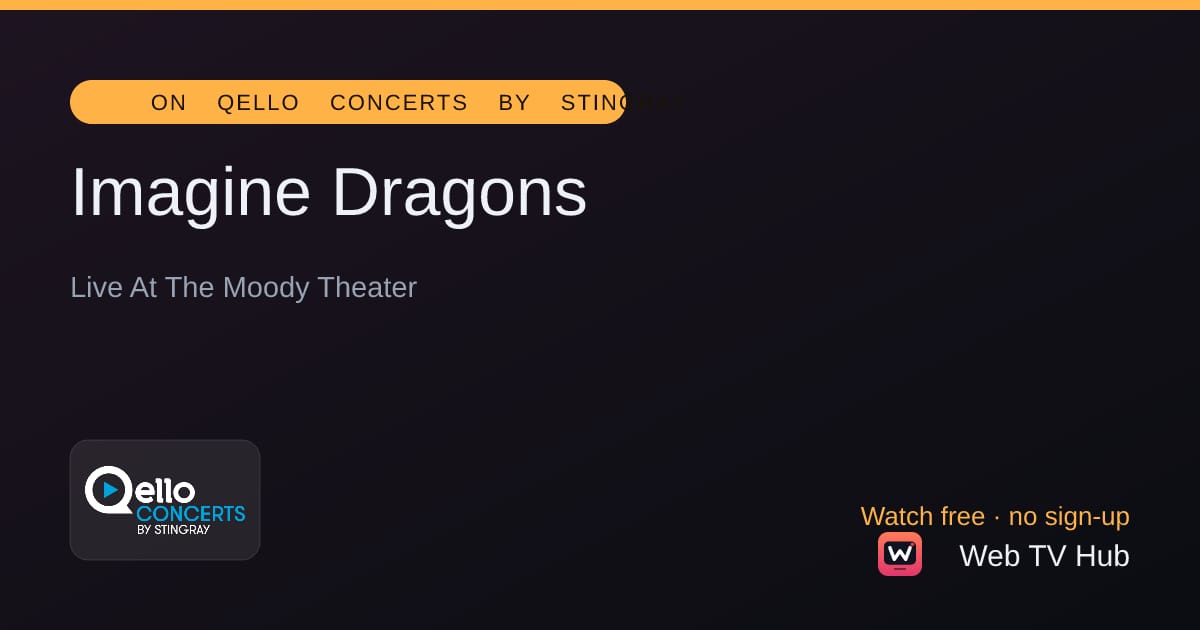 ON QELLO CONCERTS BY STINGRAY
Imagine Dragons
Live At The Moody Theater
Qello
CONCERTS
BY STINGRAY
Watch free · no sign-up
W
Web TV Hub